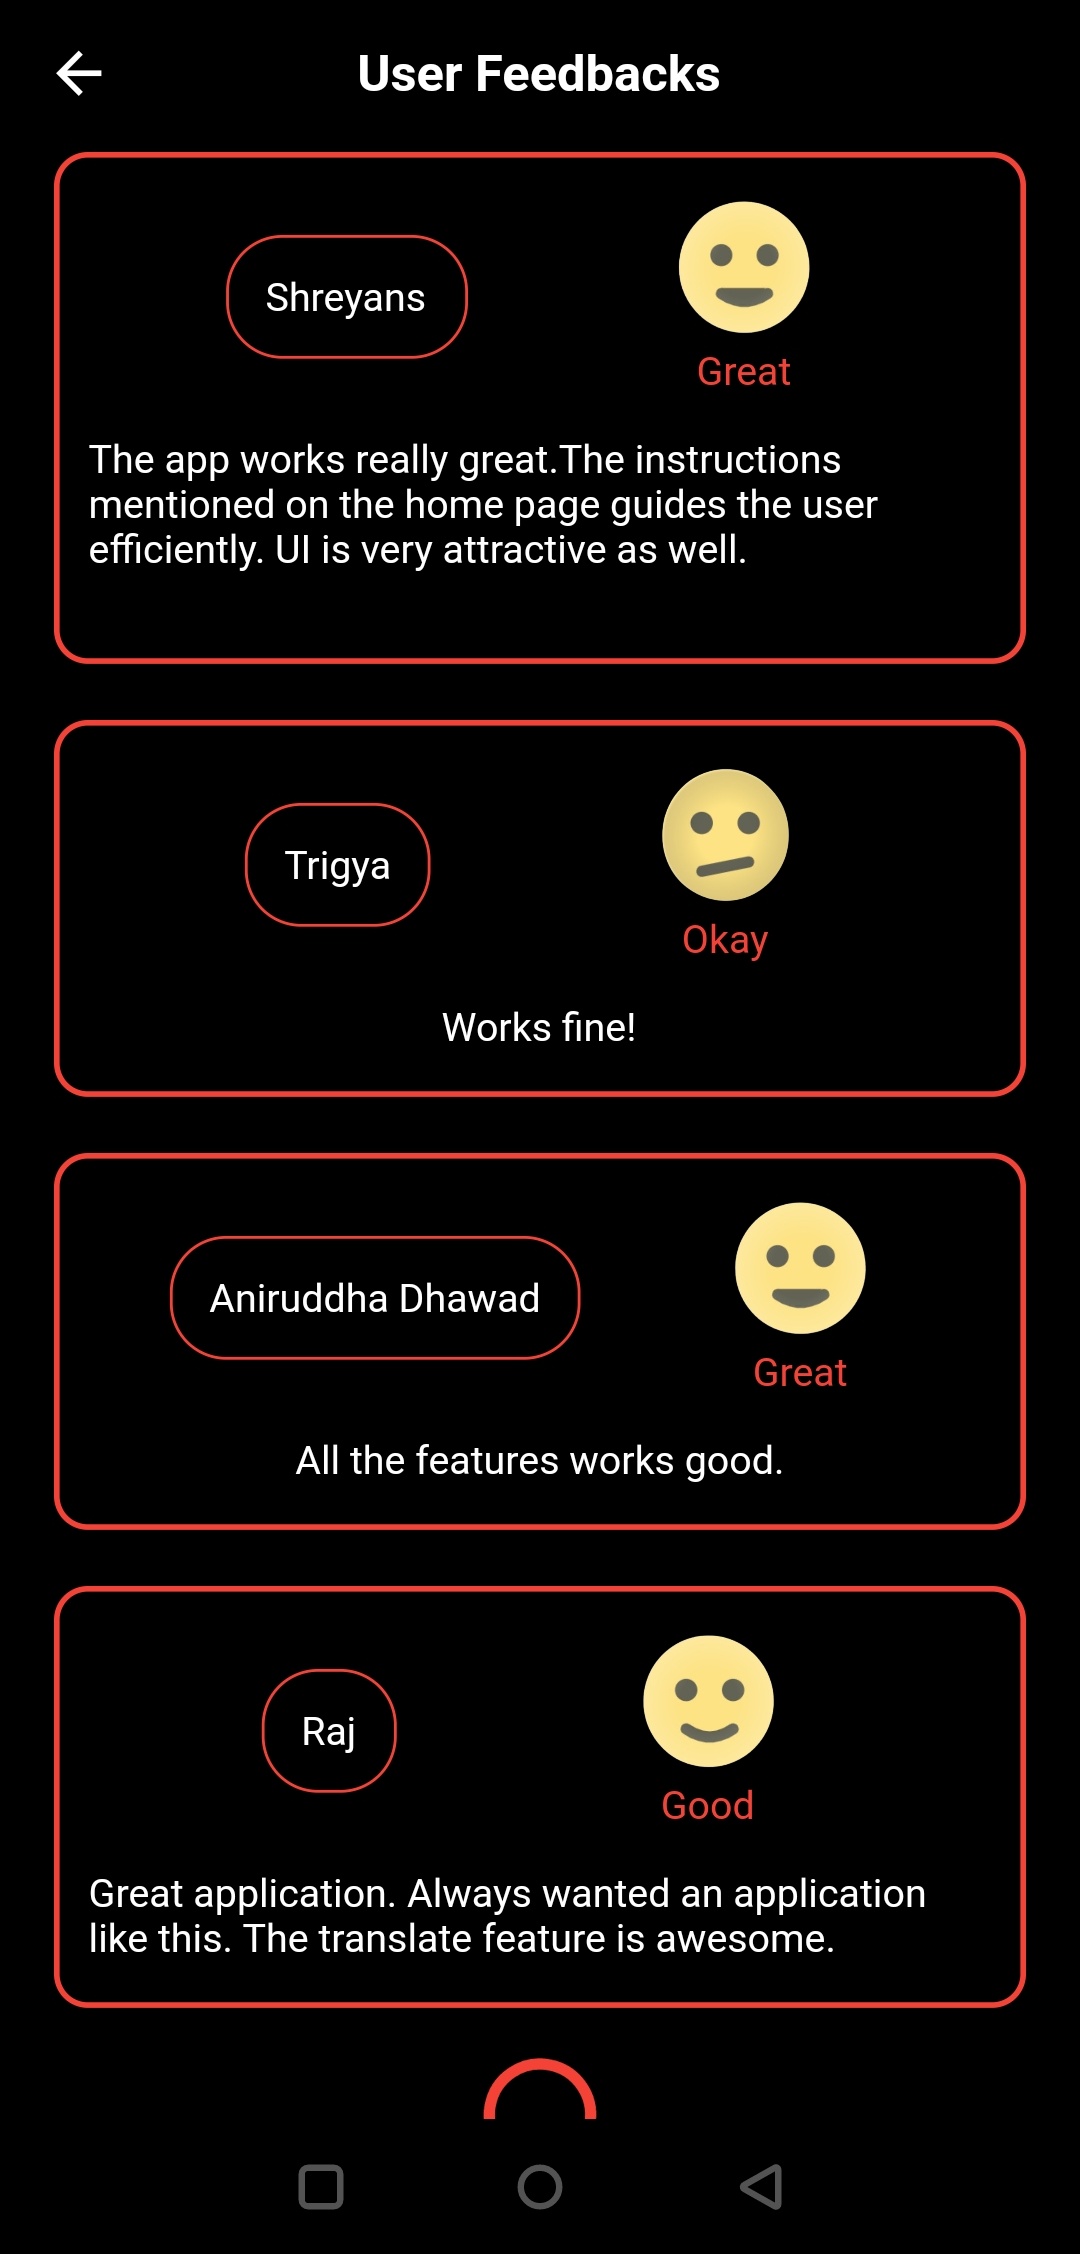 User Feedbacks
Shreyans
Great
The app works really great.The instructions
mentioned on the home page guides the user
efficiently. UI is very attractive as well.
Trigya
Okay
Works fine!
Aniruddha Dhawad
Great
All the features works good.
Raj
Good
Great application. Always wanted an application
like this. The translate feature is awesome.